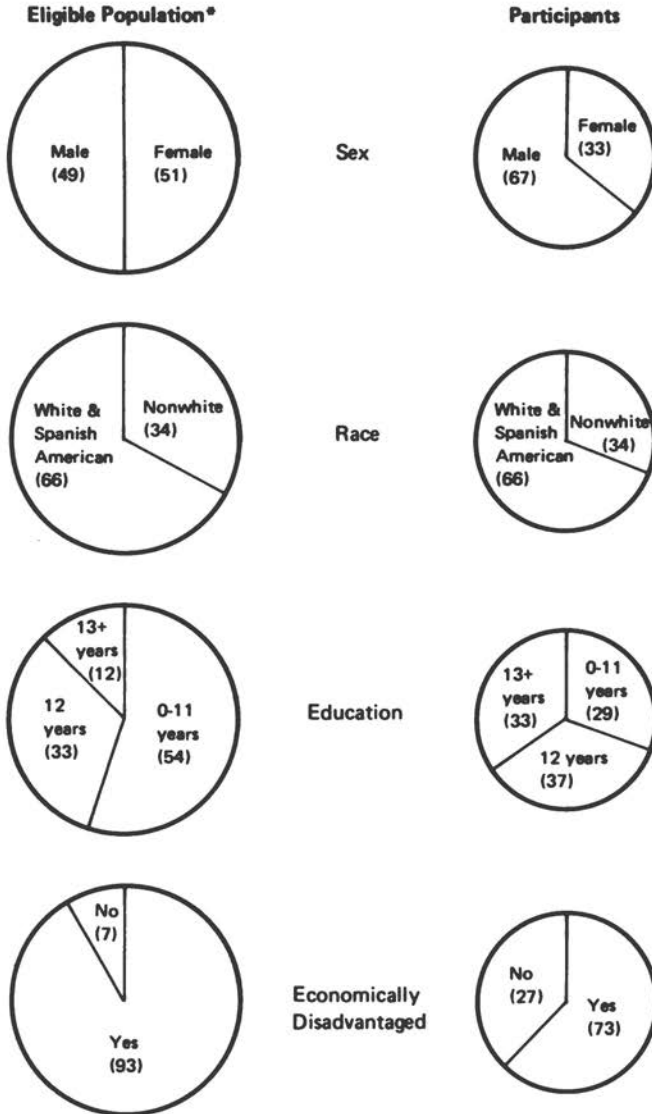 Eligible Population*
Participants
Male
(49)
Female
(51)
Sex
Male
(67)
Female
(33)
White &
Spanish
American
(66)
Nonwhite
(34)
Race
White &
Spanish
American
(66)
Nonwhite
(34)
13+
years
(12)
12
years
(33)
0-11
years
(54)
Education
13+
years
(33)
0-11
years
(29)
12 years
(37)
No
(7)
Yes
(93)
Economically
Disadvantaged
No
(27)
Yes
(73)